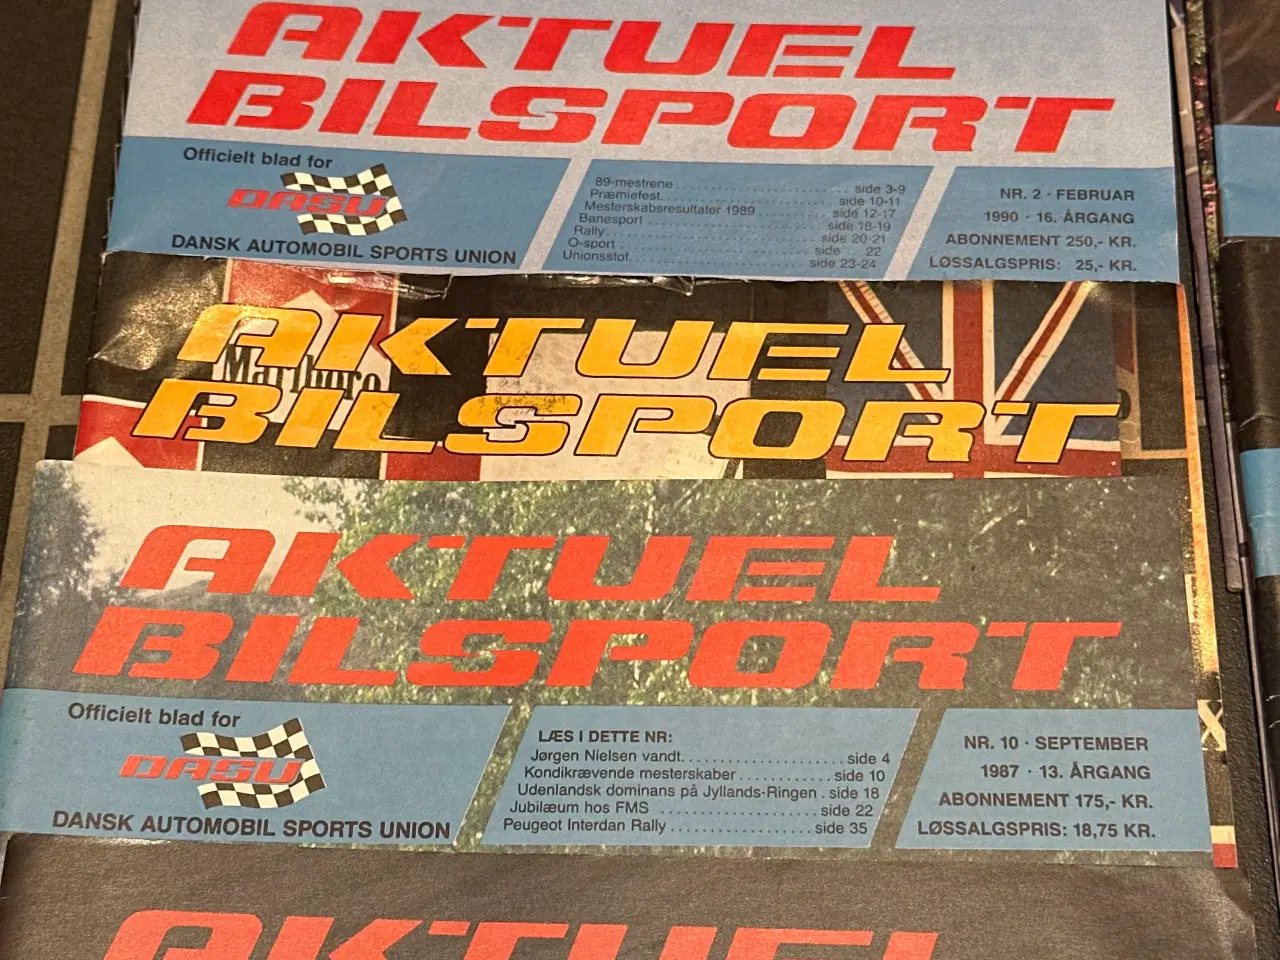 AKTUEL
BILSPORT
Officielt blad for
DASU
DANSK AUTOMOBIL SPORTS UNION
89-mestrene side 3-9
Præmiefest side 10-11
Mesterskabsresultater 1989 side 12-17
Banesport side 18-19
Rally side 20-21
O-sport side 22
Unionsstof side 23-24
NR. 2 · FEBRUAR
1990 · 16. ÅRGANG
ABONNEMENT 250,- KR.
LØSSALGSPRIS: 25,- KR.
AKTUEL
Marlboro
BILSPORT
AKTUEL
BILSPORT
Officielt blad for
DASU
DANSK AUTOMOBIL SPORTS UNION
LÆS I DETTE NR:
Jørgen Nielsen vandt side 4
Kondikrævende mesterskaber side 10
Udenlandsk dominans på Jyllands-Ringen side 18
Jubilæum hos FMS side 22
Peugeot Interdan Rally side 35
NR. 10 · SEPTEMBER
1987 · 13. ÅRGANG
ABONNEMENT 175,- KR.
LØSSALGSPRIS: 18,75 KR.
X
AKTUEL